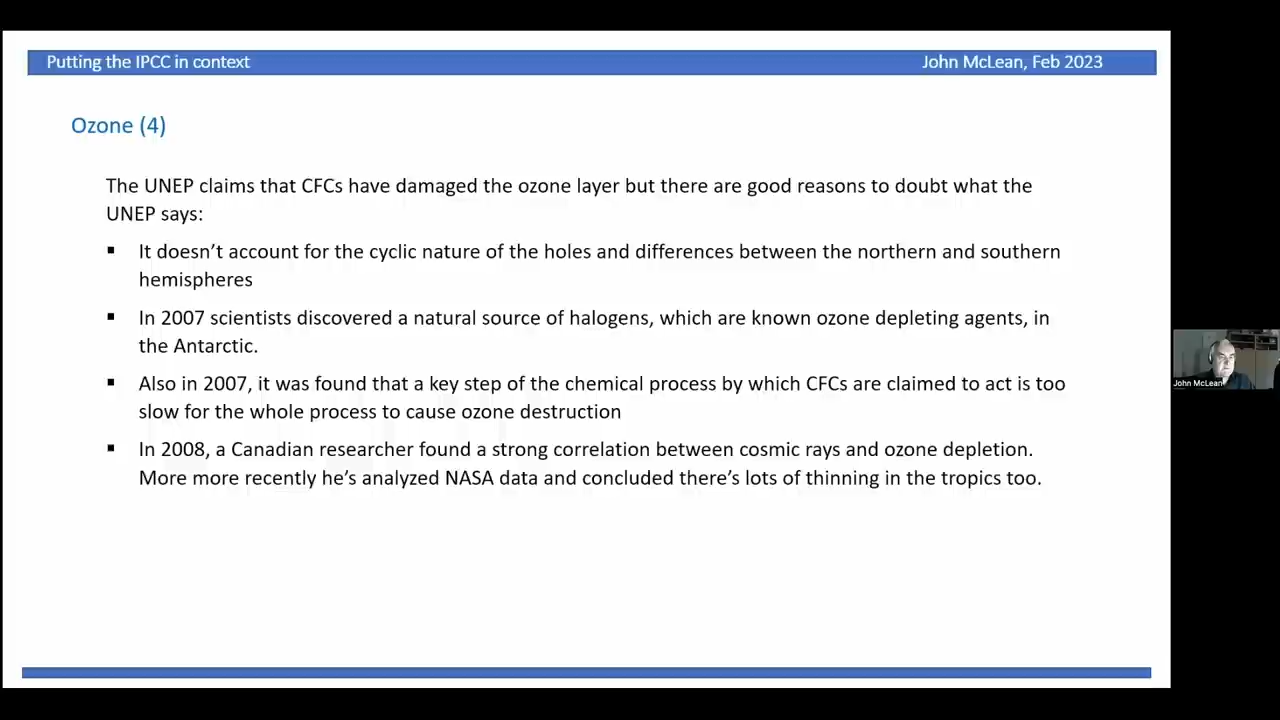 Putting the IPCC in context
John McLean, Feb 2023
Ozone (4)
The UNEP claims that CFCs have damaged the ozone layer but there are good reasons to doubt what the
UNEP says:
▪ It doesn't account for the cyclic nature of the holes and differences between the northern and southern
hemispheres
▪ In 2007 scientists discovered a natural source of halogens, which are known ozone depleting agents, in
the Antarctic.
▪ Also in 2007, it was found that a key step of the chemical process by which CFCs are claimed to act is too
slow for the whole process to cause ozone destruction
▪ In 2008, a Canadian researcher found a strong correlation between cosmic rays and ozone depletion.
More more recently he's analyzed NASA data and concluded there's lots of thinning in the tropics too.
John McLean